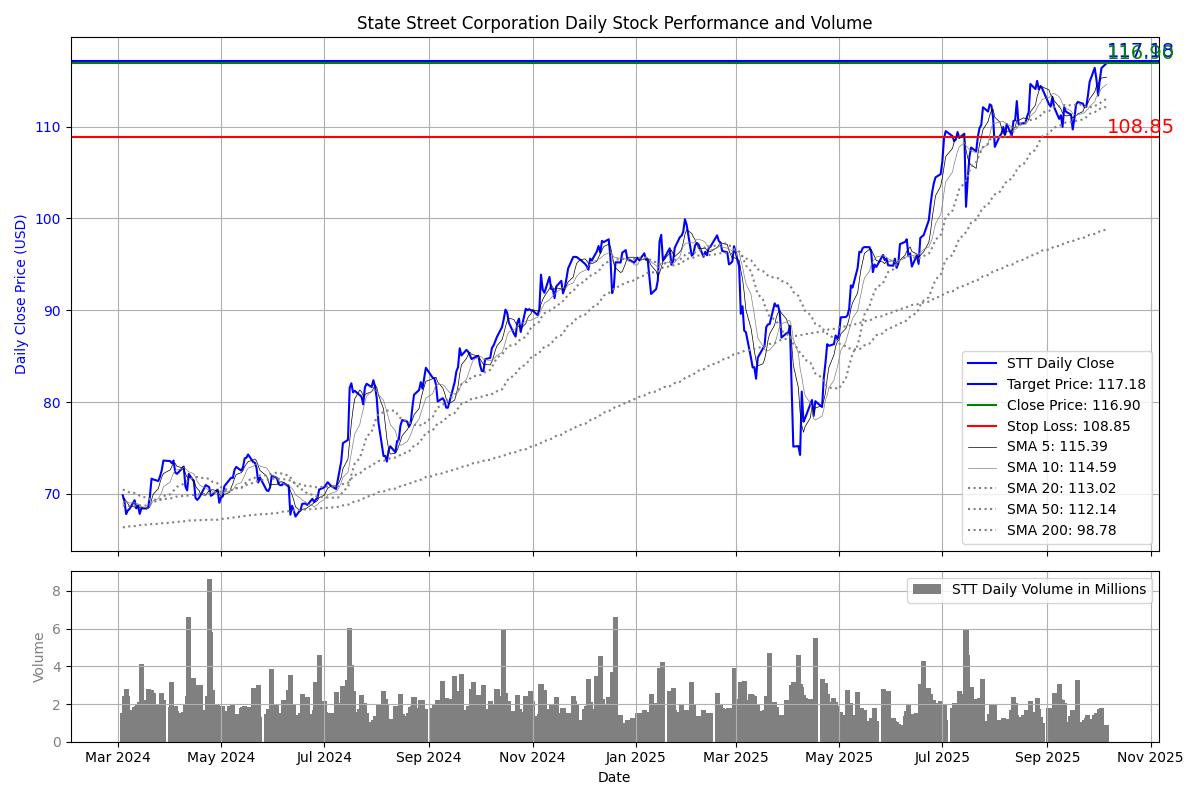 State Street Corporation Daily Stock Performance and Volume
117.18
116.90
108.85
110
100
90
80
70
Daily Close Price (USD)
STT Daily Close
Target Price: 117.18
Close Price: 116.90
Stop Loss: 108.85
SMA 5: 115.39
SMA 10: 114.59
SMA 20: 113.02
SMA 50: 112.14
SMA 200: 98.78
8
6
4
2
0
Volume
STT Daily Volume in Millions
Mar 2024
May 2024
Jul 2024
Sep 2024
Nov 2024
Jan 2025
Mar 2025
May 2025
Jul 2025
Sep 2025
Nov 2025
Date